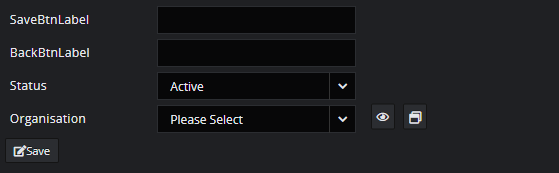 SaveBtnLabel
BackBtnLabel
Status Active
Organisation Please Select
Save